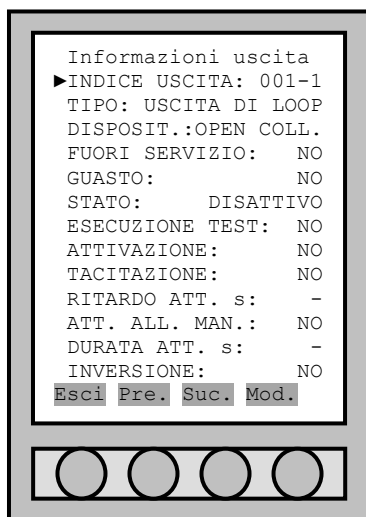 Informazioni uscita
►INDICE USCITA: 001-1
TIPO: USCITA DI LOOP
DISPOSIT.:OPEN COLL.
FUORI SERVIZIO: NO
GUASTO: NO
STATO: DISATTIVO
ESECUZIONE TEST: NO
ATTIVAZIONE: NO
TACITAZIONE: NO
RITARDO ATT. s: -
ATT. ALL. MAN.: NO
DURATA ATT. s: -
INVERSIONE: NO
Esci Pre. Suc. Mod.